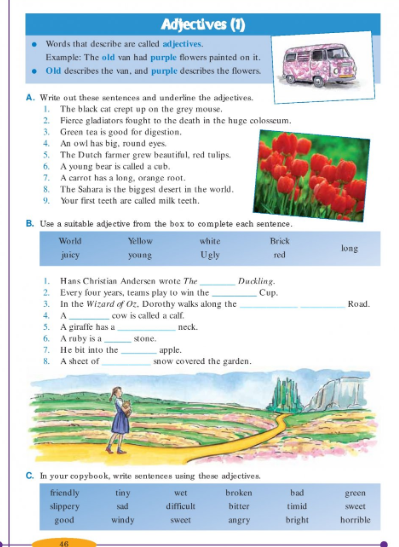 Adjectives (1)
• Words that describe are called adjectives.
Example: The old van had purple flowers painted on it.
• Old describes the van, and purple describes the flowers.
A. Write out these sentences and underline the adjectives.
1. The black cat crept up on the grey mouse.
2. Fierce gladiators fought to the death in the huge colosseum.
3. Green tea is good for digestion.
4. An owl has big, round eyes.
5. The Dutch farmer grew beautiful, red tulips.
6. A young bear is called a cub.
7. A carrot has a long, orange root.
8. The Sahara is the biggest desert in the world.
9. Your first teeth are called milk teeth.
B. Use a suitable adjective from the box to complete each sentence.
World Yellow white Brick long
juicy young Ugly red
1. Hans Christian Andersen wrote The ________ Duckling.
2. Every four years, teams play to win the __________ Cup.
3. In the Wizard of Oz, Dorothy walks along the ____________ __________ Road.
4. A _________ cow is called a calf.
5. A giraffe has a ____________ neck.
6. A ruby is a ______ stone.
7. He bit into the ________ apple.
8. A sheet of ___________ snow covered the garden.
C. In your copybook, write sentences using these adjectives.
friendly tiny wet broken bad green
slippery sad difficult bitter timid sweet
good windy sweet angry bright horrible
46